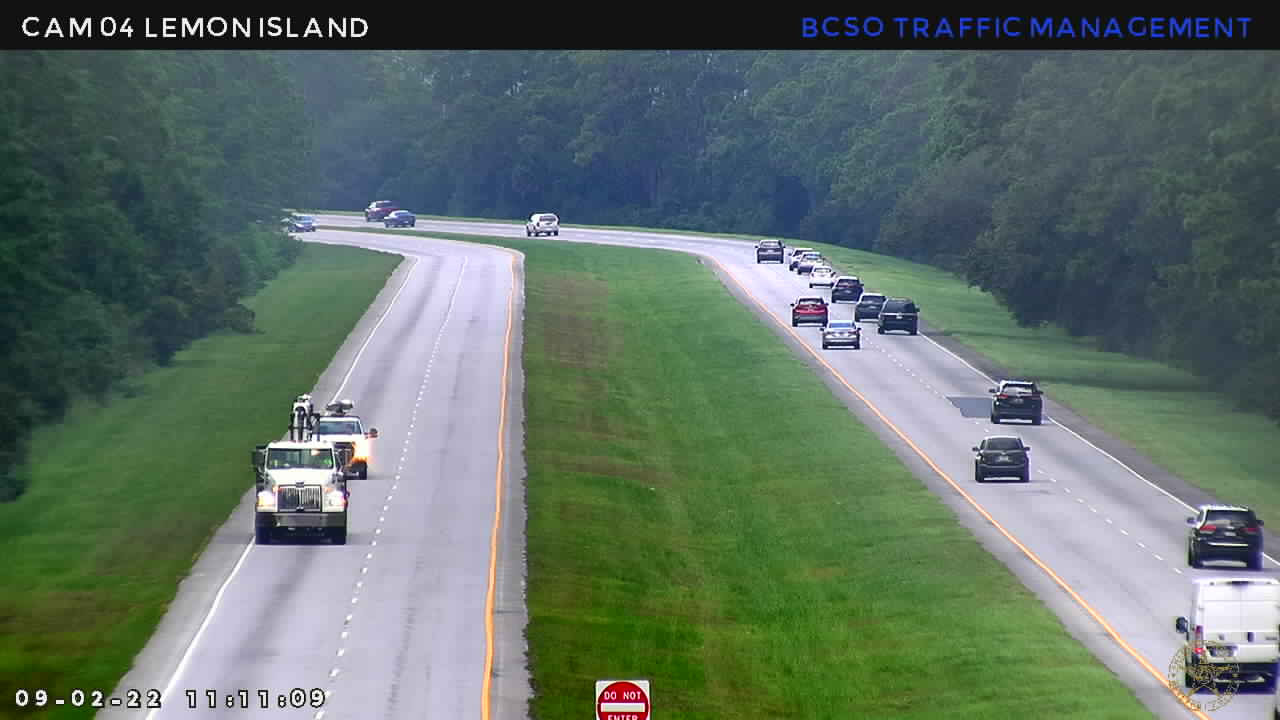 CAM 04 LEMON ISLAND
BCSO TRAFFIC MANAGEMENT
DO NOT
ENTER
09-02-22 11:11:09